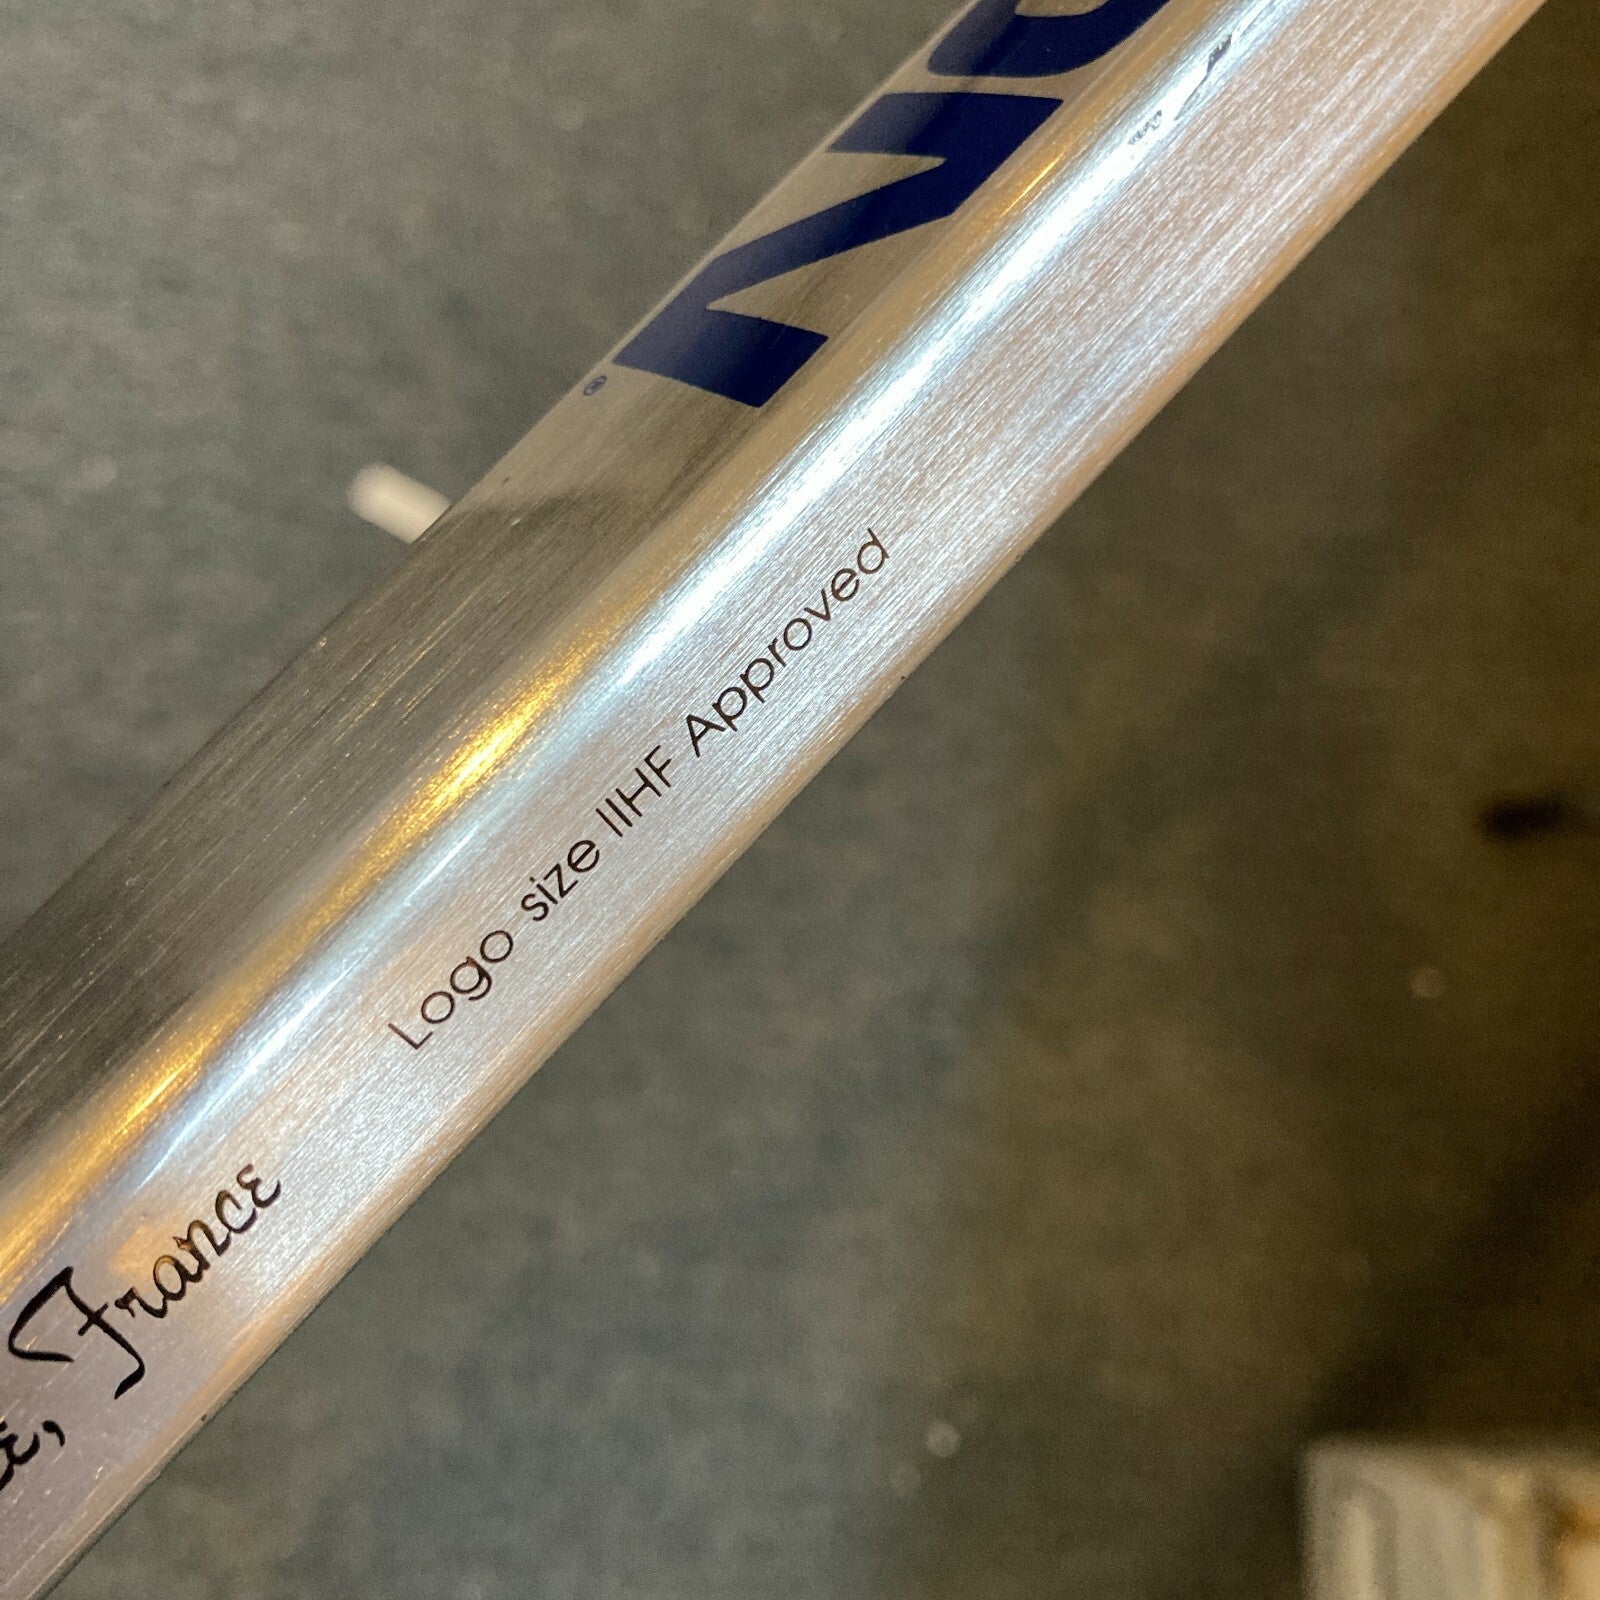 Logo size IIHF Approved
, France
®